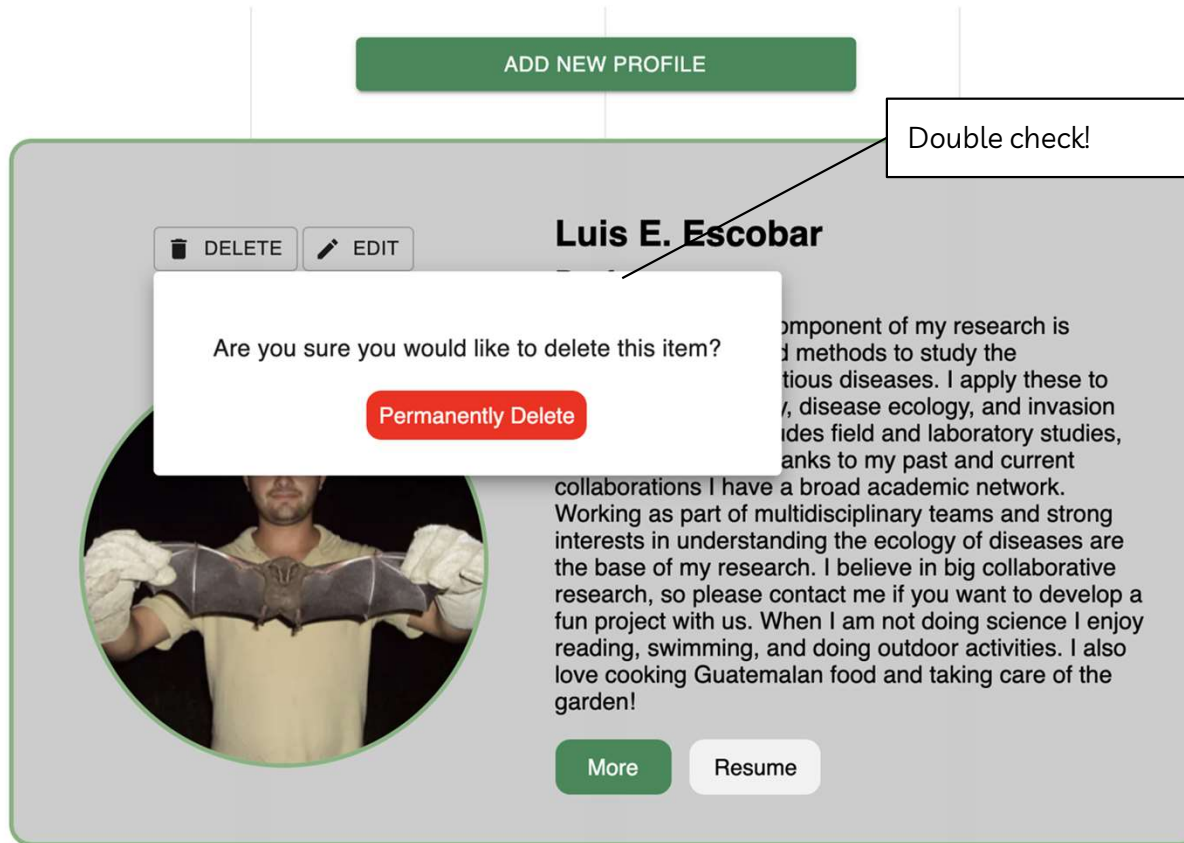 ADD NEW PROFILE
Double check!
DELETE
EDIT
Luis E. Escobar
Are you sure you would like to delete this item?
Permanently Delete
component of my research is
methods to study the
diseases. I apply these to
disease ecology, and invasion
field and laboratory studies,
to my past and current
collaborations I have a broad academic network.
Working as part of multidisciplinary teams and strong
interests in understanding the ecology of diseases are
the base of my research. I believe in big collaborative
research, so please contact me if you want to develop a
fun project with us. When I am not doing science I enjoy
reading, swimming, and doing outdoor activities. I also
love cooking Guatemalan food and taking care of the
garden!
More
Resume